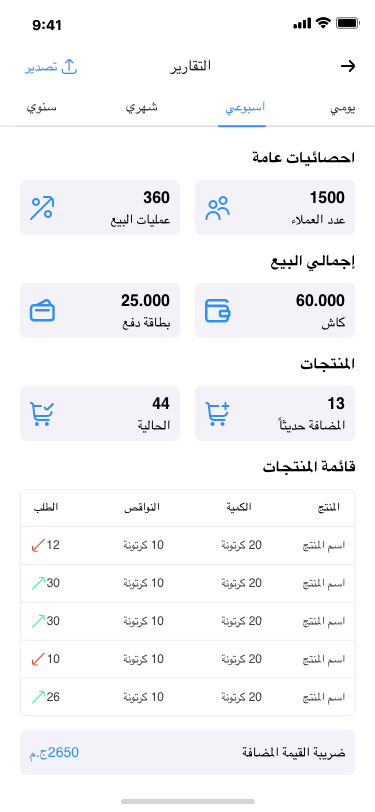 9:41
التقارير
تصدير
يومي اسبوعي شهري سنوي
احصائيات عامة
1500 360
عدد العملاء عمليات البيع
إجمالي البيع
60.000 25.000
كاش بطاقة دفع
المنتجات
13 44
المضافة حديثاً الحالية
قائمة المنتجات
المنتج الكمية النواقص الطلب
اسم المنتج 20 كرتونة 10 كرتونة 12
اسم المنتج 20 كرتونة 10 كرتونة 30
اسم المنتج 20 كرتونة 10 كرتونة 30
اسم المنتج 20 كرتونة 10 كرتونة 10
اسم المنتج 20 كرتونة 10 كرتونة 26
ضريبة القيمة المضافة 2650ج.م